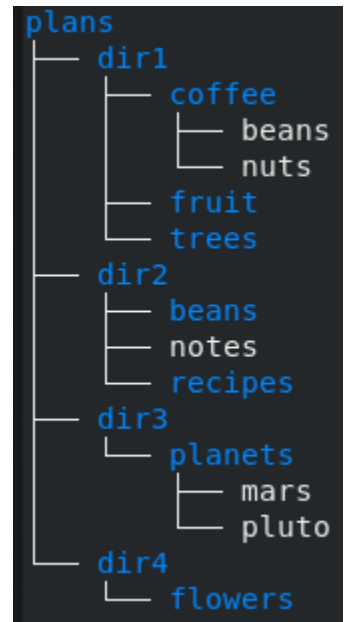 plans
dir1
coffee
beans
nuts
fruit
trees
dir2
beans
notes
recipes
dir3
planets
mars
pluto
dir4
flowers